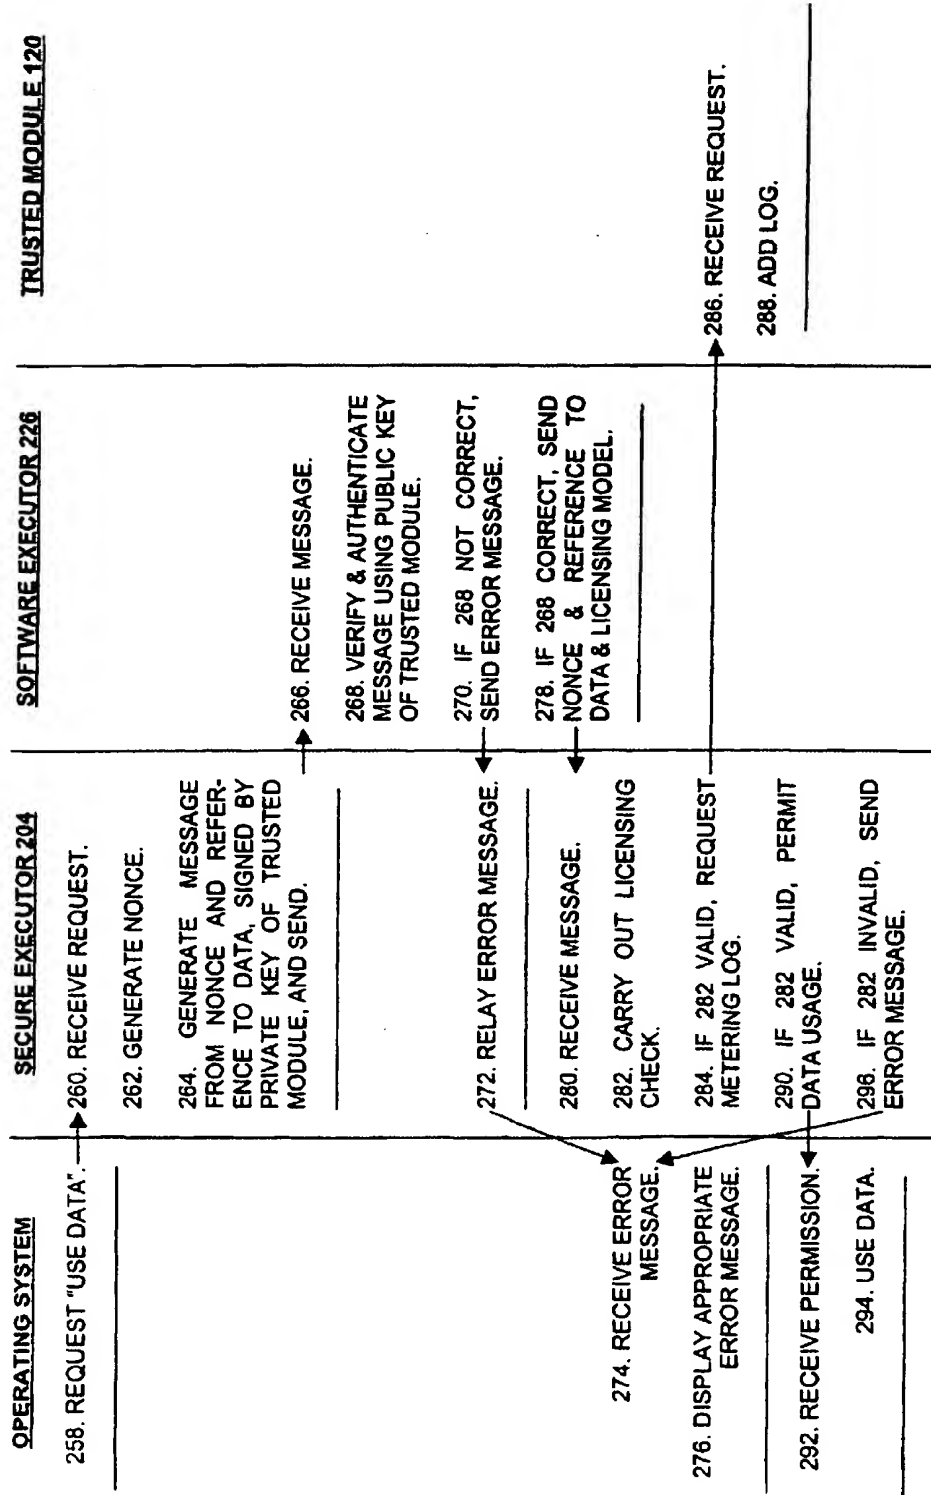 OPERATING SYSTEM
258. REQUEST "USE DATA".
274. RECEIVE ERROR
MESSAGE.
276. DISPLAY APPROPRIATE
ERROR MESSAGE.
292. RECEIVE PERMISSION.
294. USE DATA.
SECURE EXECUTOR 204
260. RECEIVE REQUEST.
262. GENERATE NONCE.
264. GENERATE MESSAGE
FROM NONCE AND REFER-
ENCE TO DATA, SIGNED BY
PRIVATE KEY OF TRUSTED
MODULE, AND SEND.
272. RELAY ERROR MESSAGE.
280. RECEIVE MESSAGE.
282. CARRY OUT LICENSING
CHECK.
284. IF 282 VALID, REQUEST
METERING LOG.
290. IF 282 VALID, PERMIT
DATA USAGE.
296. IF 282 INVALID, SEND
ERROR MESSAGE.
SOFTWARE EXECUTOR 226
266. RECEIVE MESSAGE.
268. VERIFY & AUTHENTICATE
MESSAGE USING PUBLIC KEY
OF TRUSTED MODULE.
270. IF 268 NOT CORRECT,
SEND ERROR MESSAGE.
278. IF 268 CORRECT, SEND
NONCE & REFERENCE TO
DATA & LICENSING MODEL.
TRUSTED MODULE 120
286. RECEIVE REQUEST.
288. ADD LOG.